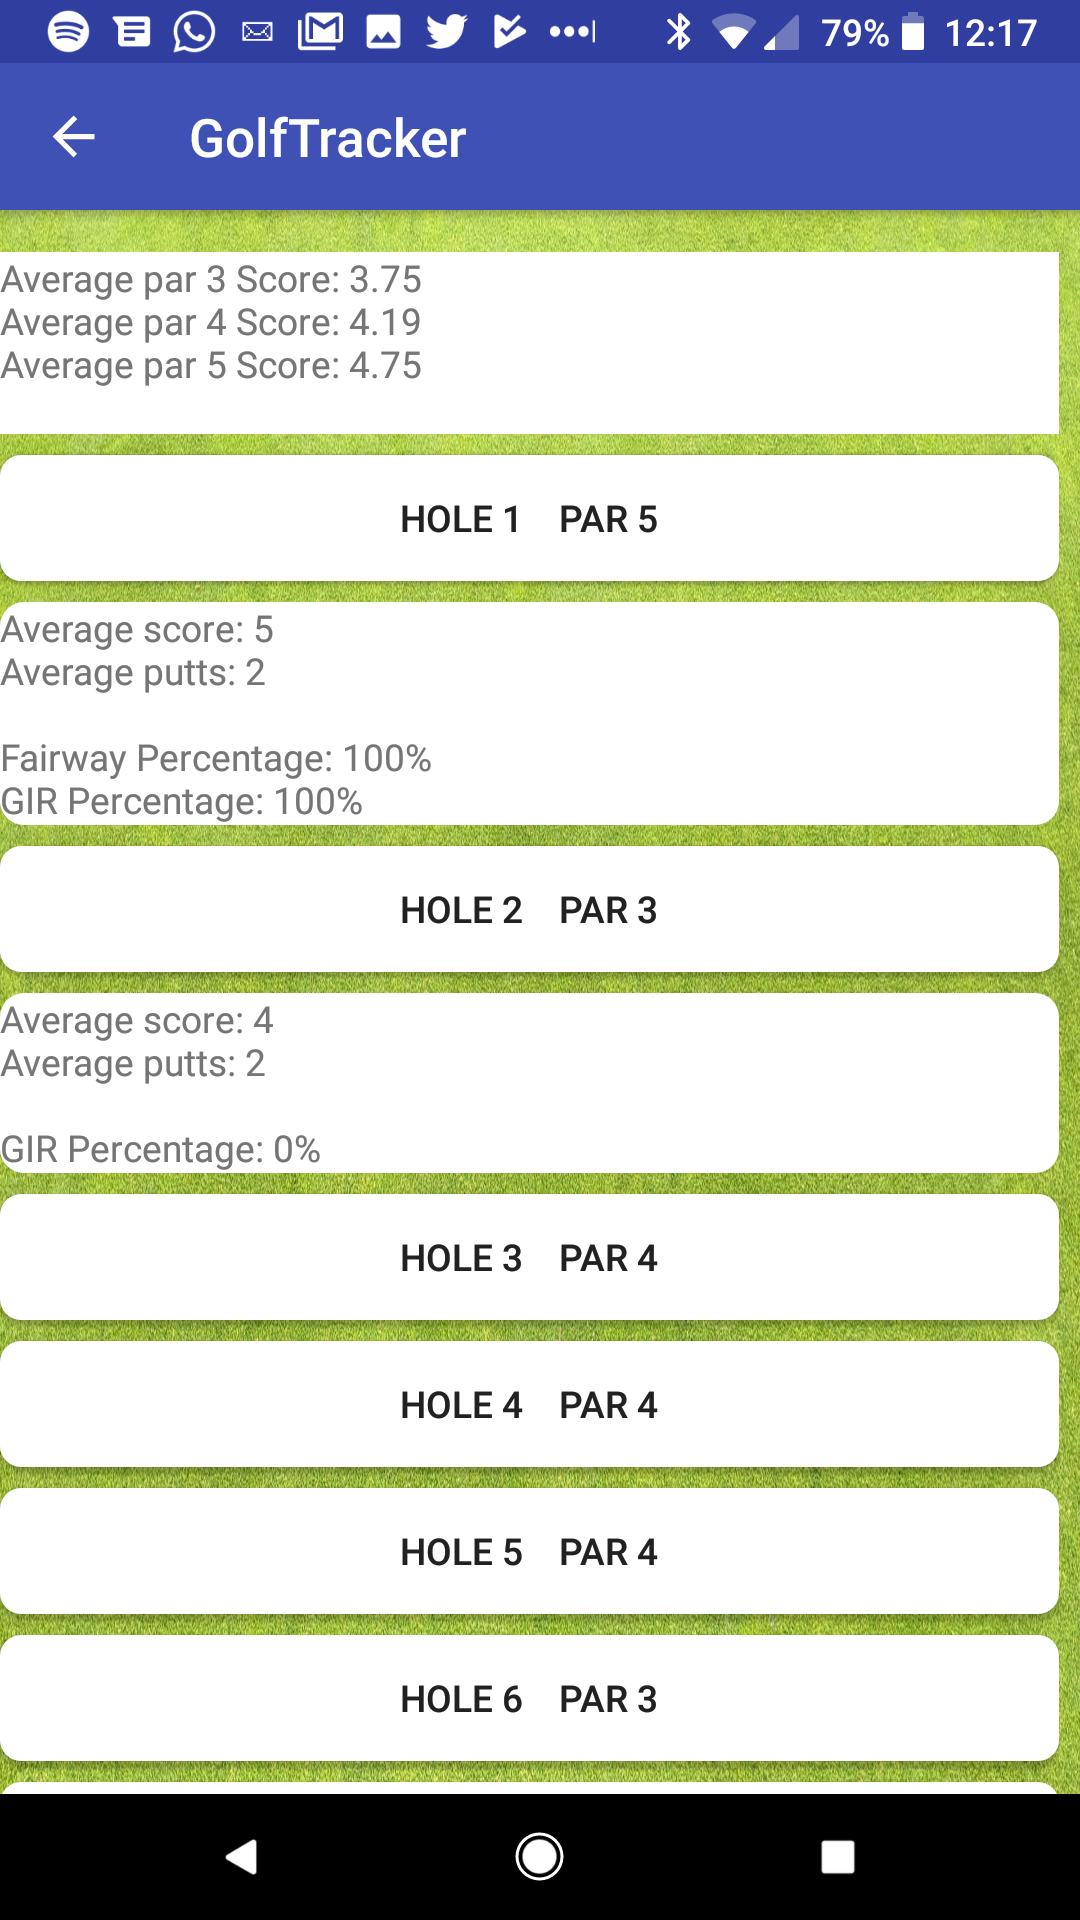 79% 12:17
GolfTracker
Average par 3 Score: 3.75
Average par 4 Score: 4.19
Average par 5 Score: 4.75
HOLE 1 PAR 5
Average score: 5
Average putts: 2
Fairway Percentage: 100%
GIR Percentage: 100%
HOLE 2 PAR 3
Average score: 4
Average putts: 2
GIR Percentage: 0%
HOLE 3 PAR 4
HOLE 4 PAR 4
HOLE 5 PAR 4
HOLE 6 PAR 3